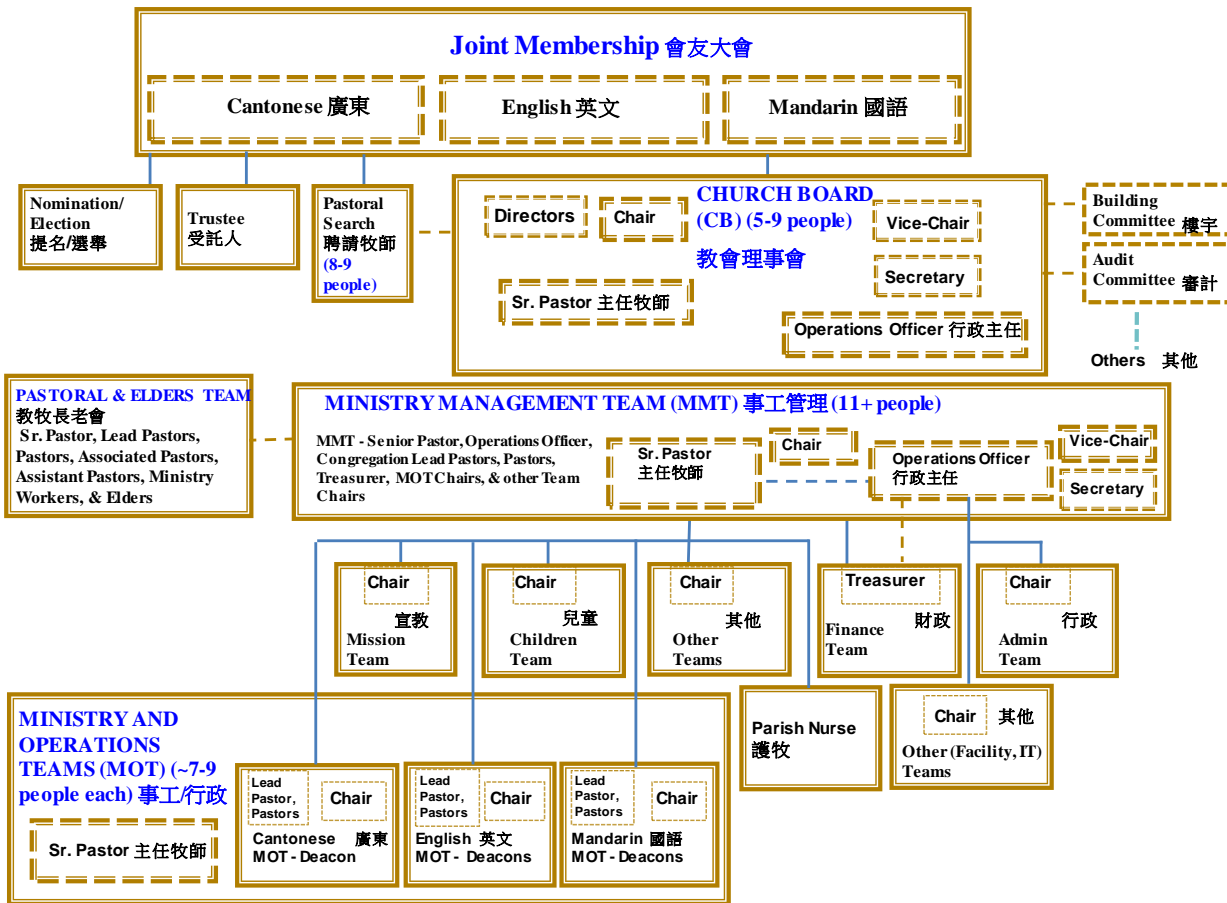 Joint Membership 會友大會
Cantonese 廣東
English 英文
Mandarin 國語
Nomination/
Election
提名/選舉
Trustee
受託人
Pastoral
Search
聘請牧師
(8-9
people)
CHURCH BOARD
(CB) (5-9 people)
教會理事會
Directors
Chair
Vice-Chair
Secretary
Sr. Pastor 主任牧師
Operations Officer 行政主任
Building
Committee 樓宇
Audit
Committee 審計
Others 其他
PASTORAL & ELDERS TEAM
教牧長老會
Sr. Pastor, Lead Pastors,
Pastors, Associated Pastors,
Assistant Pastors, Ministry
Workers, & Elders
MINISTRY MANAGEMENT TEAM (MMT) 事工管理 (11+ people)
MMT - Senior Pastor, Operations Officer,
Congregation Lead Pastors, Pastors,
Treasurer, MOT Chairs, & other Team
Chairs
Sr. Pastor
主任牧師
Chair
Operations Officer
行政主任
Vice-Chair
Secretary
Chair
宣教
Mission
Team
Chair
兒童
Children
Team
Chair
其他
Other
Teams
Treasurer
財政
Finance
Team
Chair
行政
Admin
Team
MINISTRY AND
OPERATIONS
TEAMS (MOT) (~7-9
people each) 事工/行政
Sr. Pastor 主任牧師
Lead
Pastor,
Pastors
Chair
Cantonese 廣東
MOT - Deacon
Lead
Pastor,
Pastors
Chair
English 英文
MOT - Deacons
Lead
Pastor,
Pastors
Chair
Mandarin 國語
MOT - Deacons
Parish Nurse
護牧
Chair 其他
Other (Facility, IT)
Teams